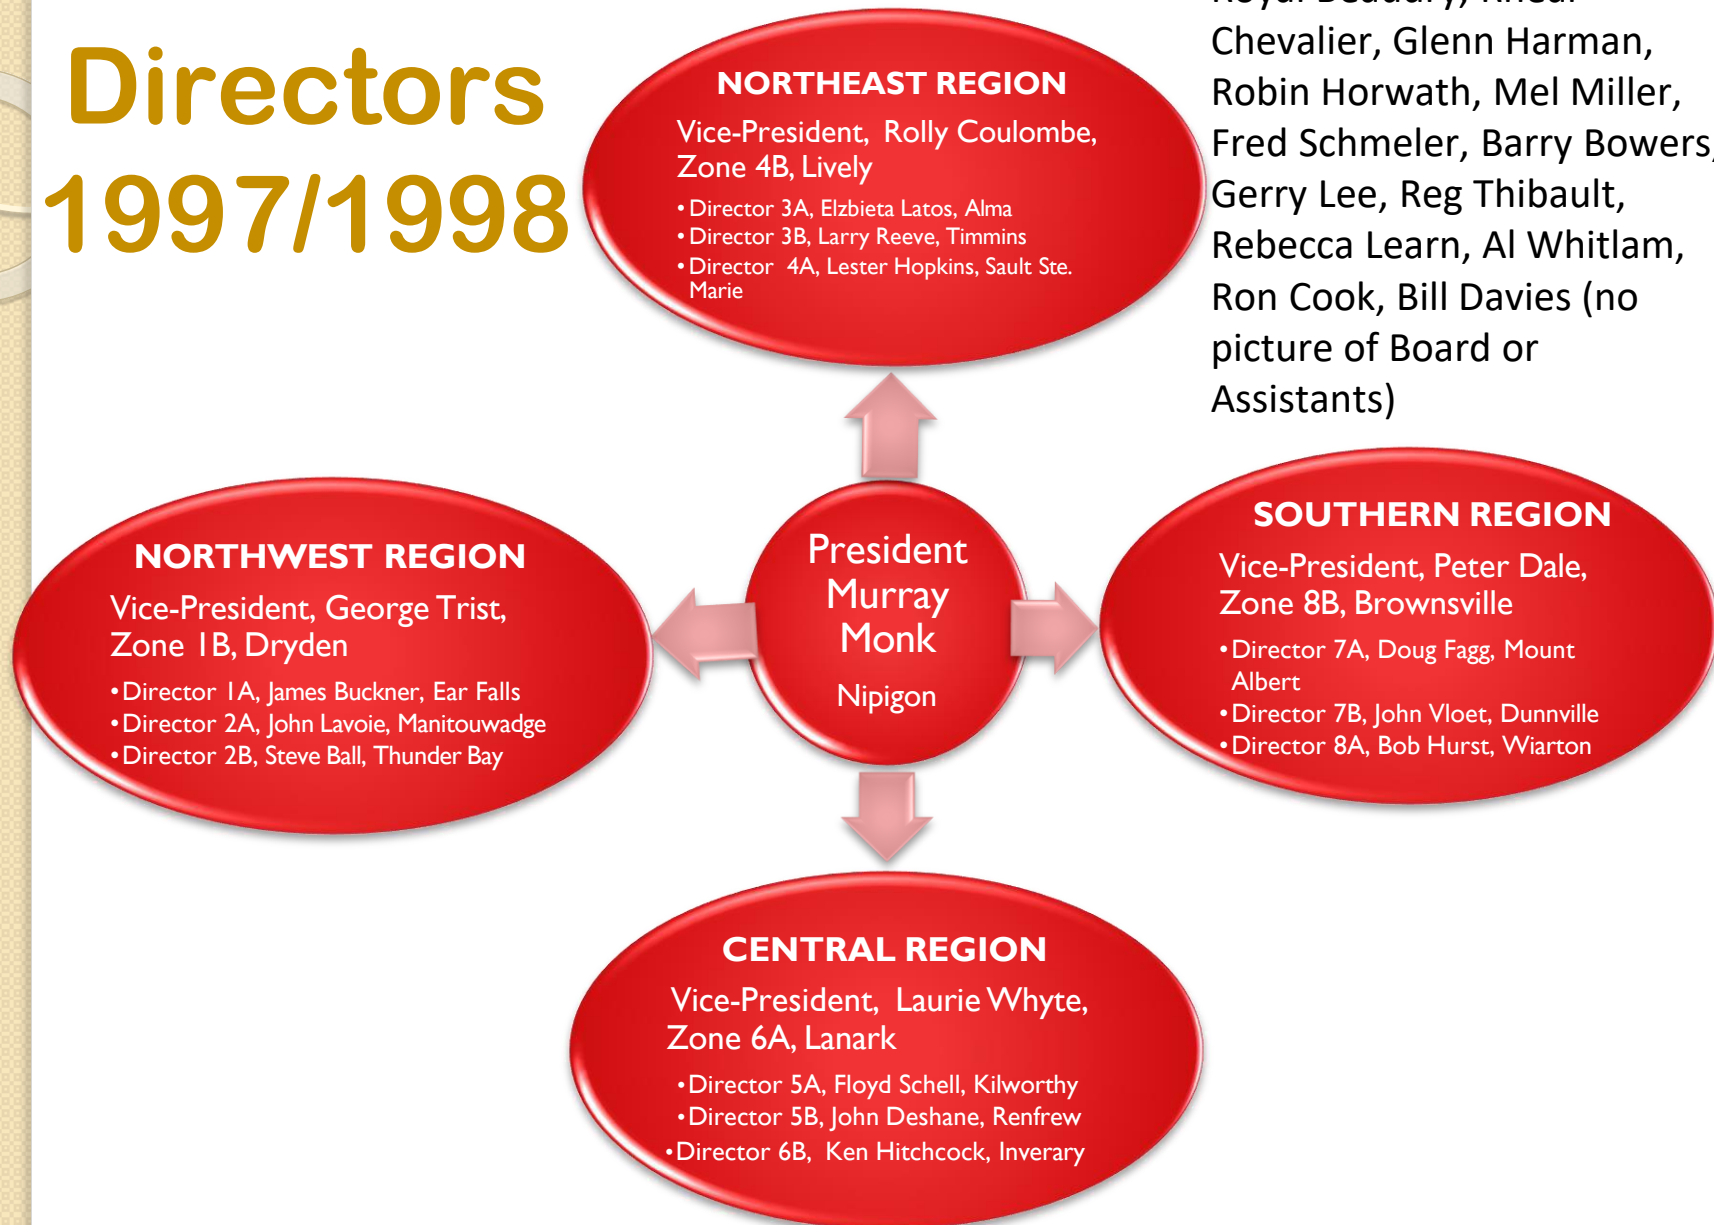 Directors
1997/1998
Chevalier, Glenn Harman,
Robin Horwath, Mel Miller,
Fred Schmeler, Barry Bowers,
Gerry Lee, Reg Thibault,
Rebecca Learn, Al Whitlam,
Ron Cook, Bill Davies (no
picture of Board or
Assistants)
NORTHEAST REGION
Vice-President, Rolly Coulombe,
Zone 4B, Lively
• Director 3A, Elzbieta Latos, Alma
• Director 3B, Larry Reeve, Timmins
• Director 4A, Lester Hopkins, Sault Ste.
Marie
NORTHWEST REGION
Vice-President, George Trist,
Zone 1B, Dryden
• Director 1A, James Buckner, Ear Falls
• Director 2A, John Lavoie, Manitouwadge
• Director 2B, Steve Ball, Thunder Bay
President
Murray
Monk
Nipigon
SOUTHERN REGION
Vice-President, Peter Dale,
Zone 8B, Brownsville
• Director 7A, Doug Fagg, Mount
Albert
• Director 7B, John Vloet, Dunnville
• Director 8A, Bob Hurst, Wiarton
CENTRAL REGION
Vice-President, Laurie Whyte,
Zone 6A, Lanark
• Director 5A, Floyd Schell, Kilworthy
• Director 5B, John Deshane, Renfrew
• Director 6B, Ken Hitchcock, Inverary